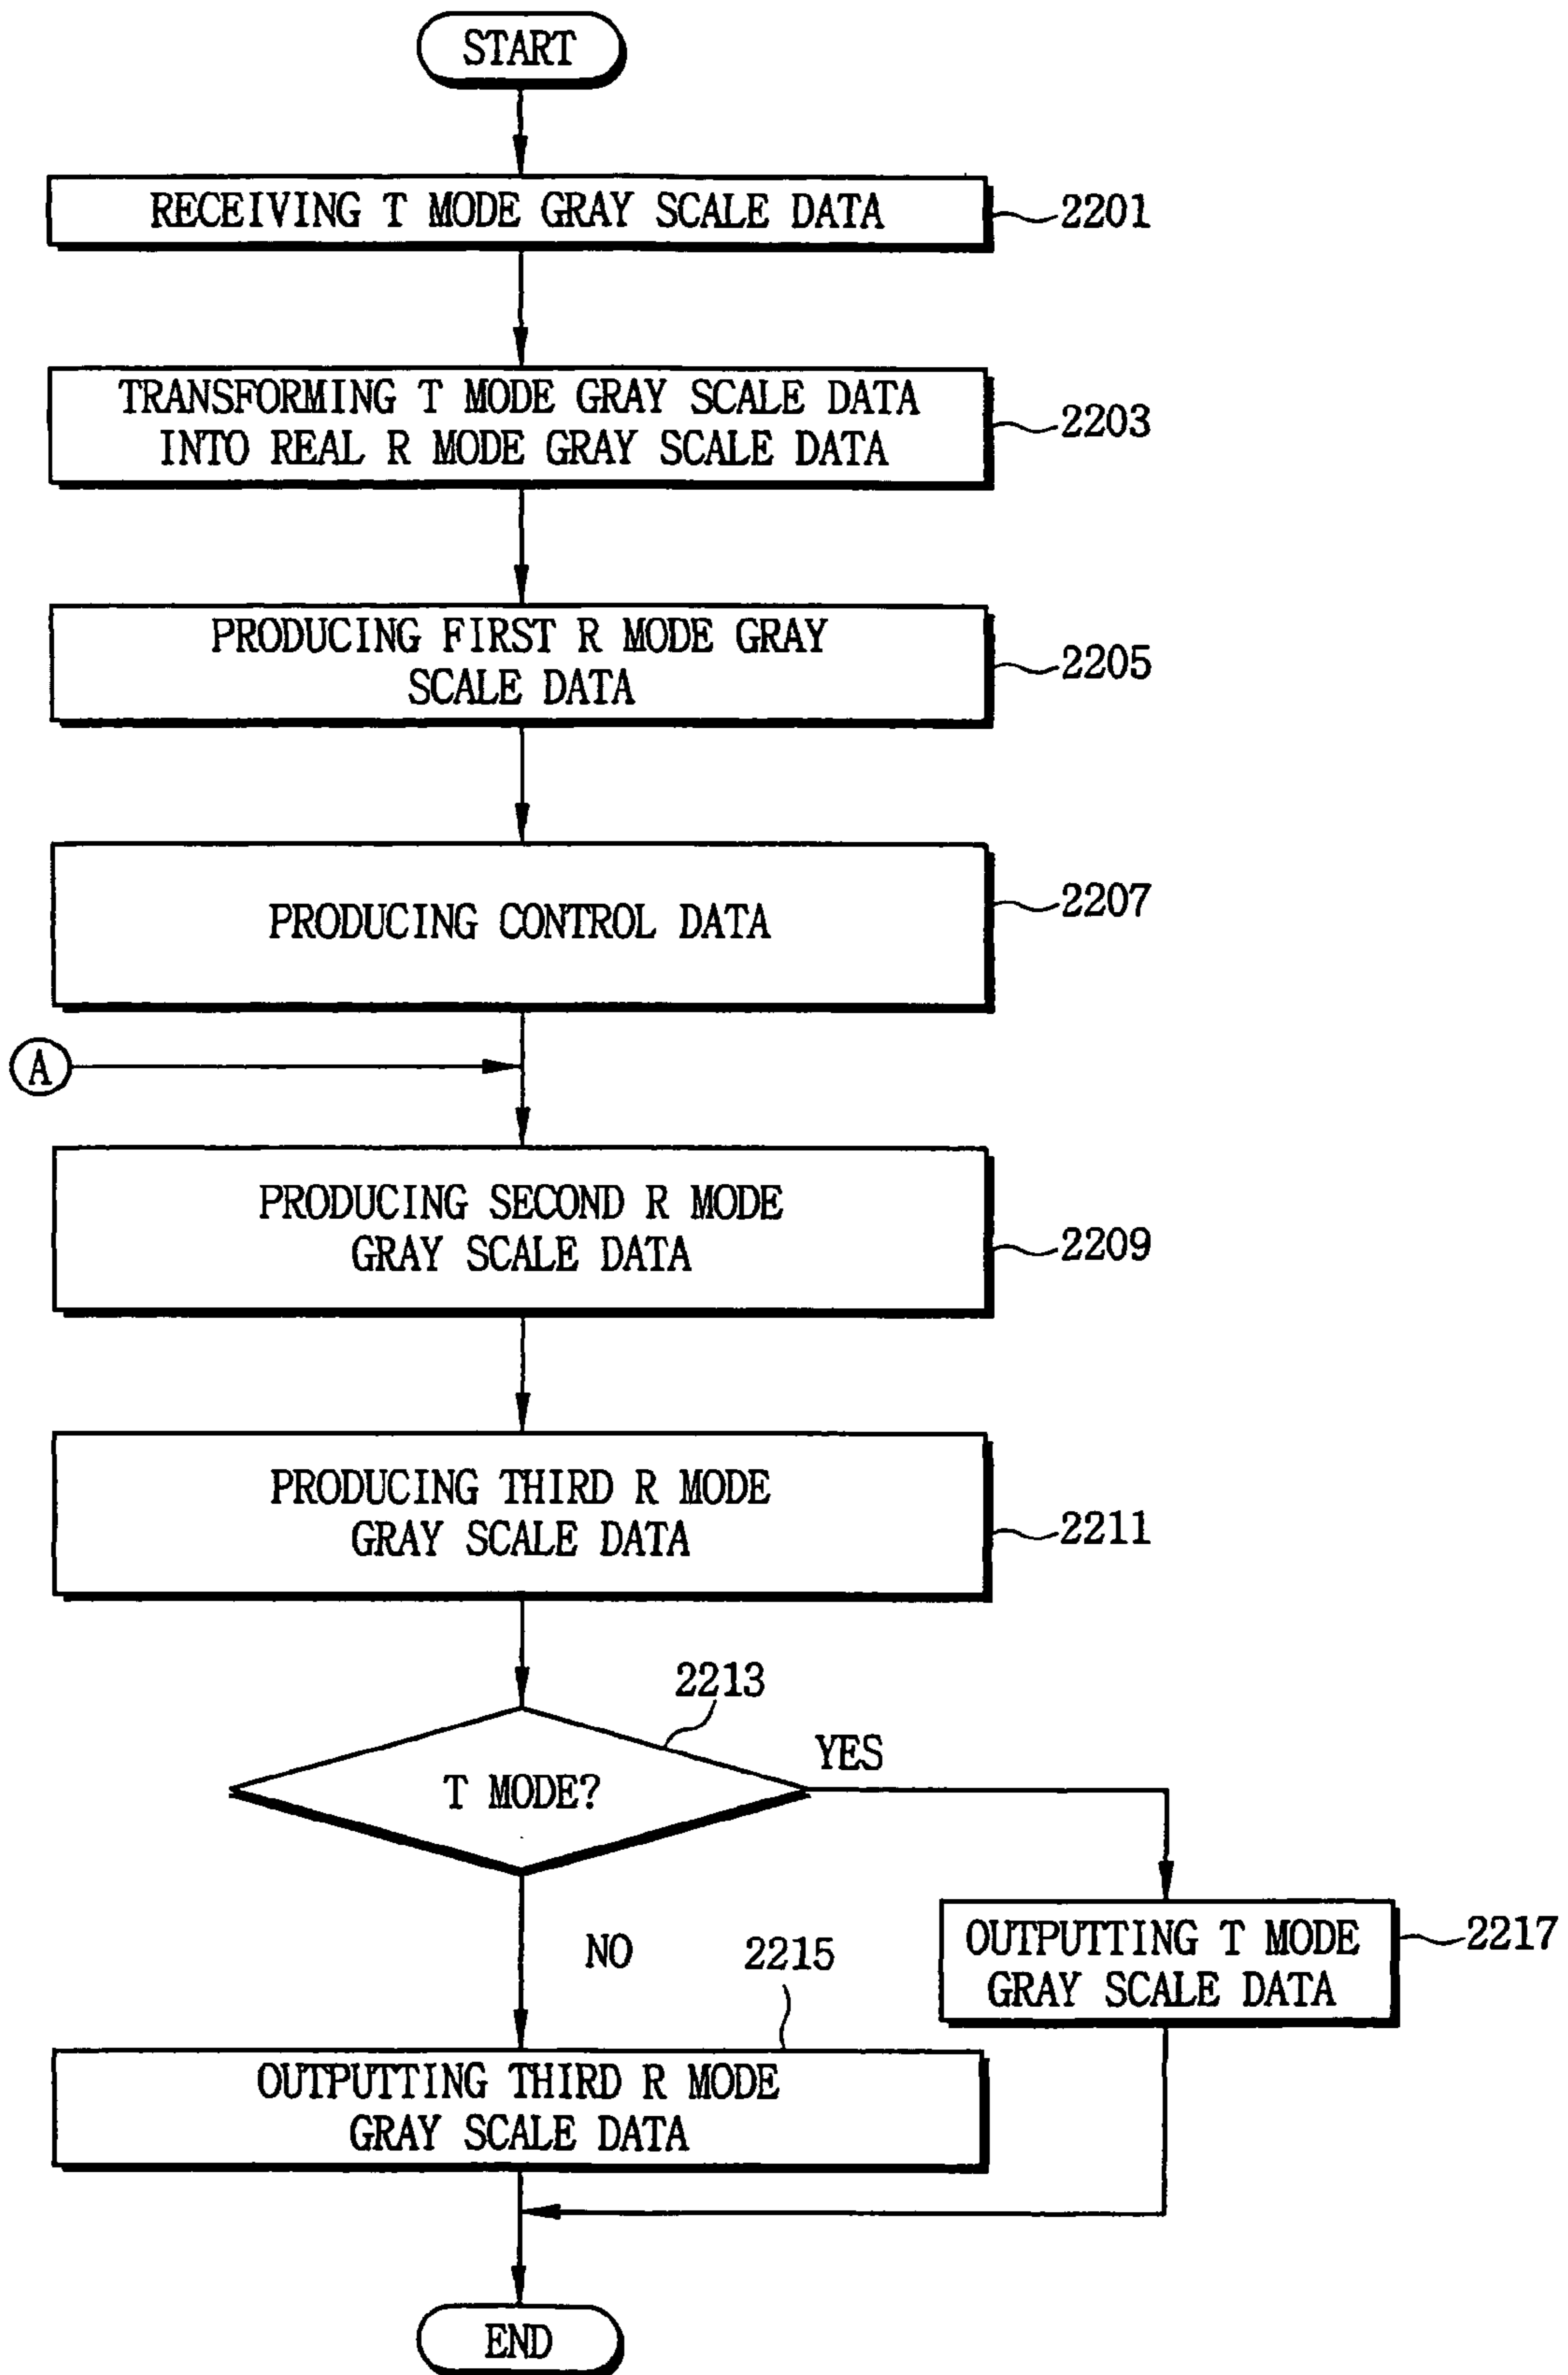 START
RECEIVING T MODE GRAY SCALE DATA
2201
TRANSFORMING T MODE GRAY SCALE DATA
INTO REAL R MODE GRAY SCALE DATA
2203
PRODUCING FIRST R MODE GRAY
SCALE DATA
2205
PRODUCING CONTROL DATA
2207
A
PRODUCING SECOND R MODE
GRAY SCALE DATA
2209
PRODUCING THIRD R MODE
GRAY SCALE DATA
2211
2213
T MODE?
YES
NO
OUTPUTTING T MODE
GRAY SCALE DATA
2217
2215
OUTPUTTING THIRD R MODE
GRAY SCALE DATA
END